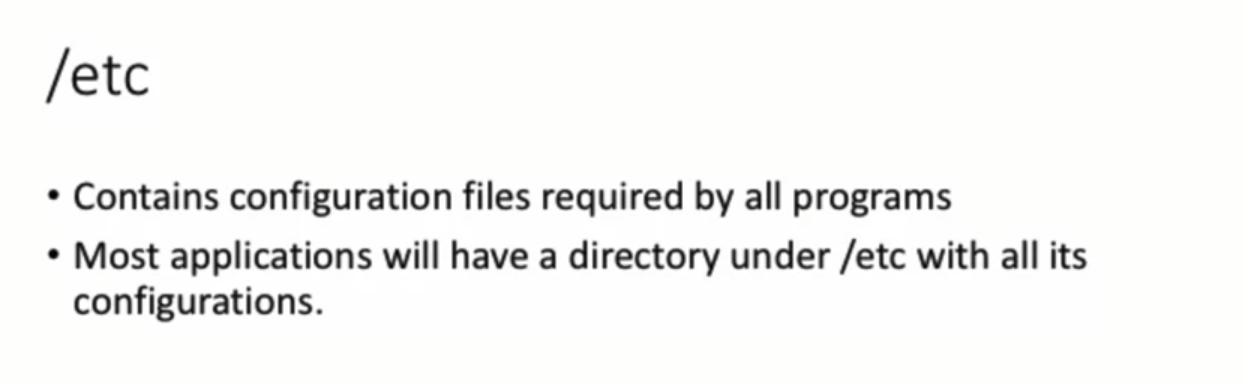 /etc
• Contains configuration files required by all programs
• Most applications will have a directory under /etc with all its
configurations.